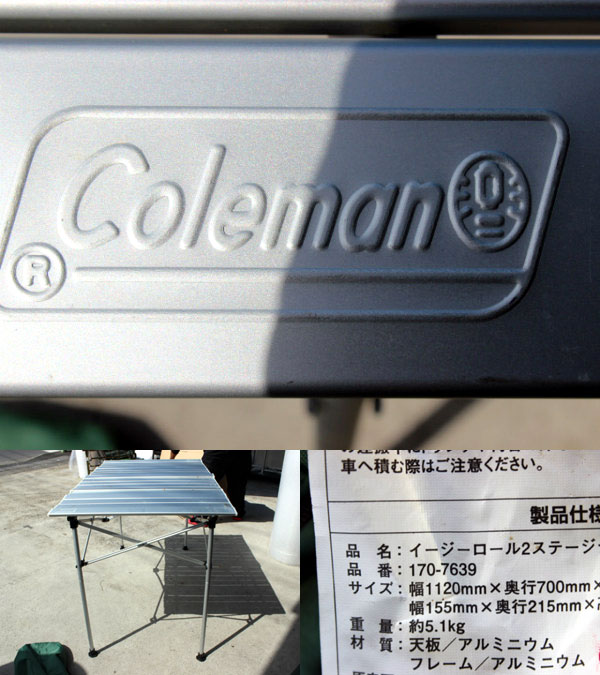 Coleman
®
車へ積む際はご注意ください。
製品仕様
品 名：イージーロール2ステージ
品 番：170-7639
サイズ：幅1120mm×奥行700mm×
幅155mm×奥行215mm×
重 量：約5.1kg
材 質：天板／アルミニウム
フレーム／アルミニウム